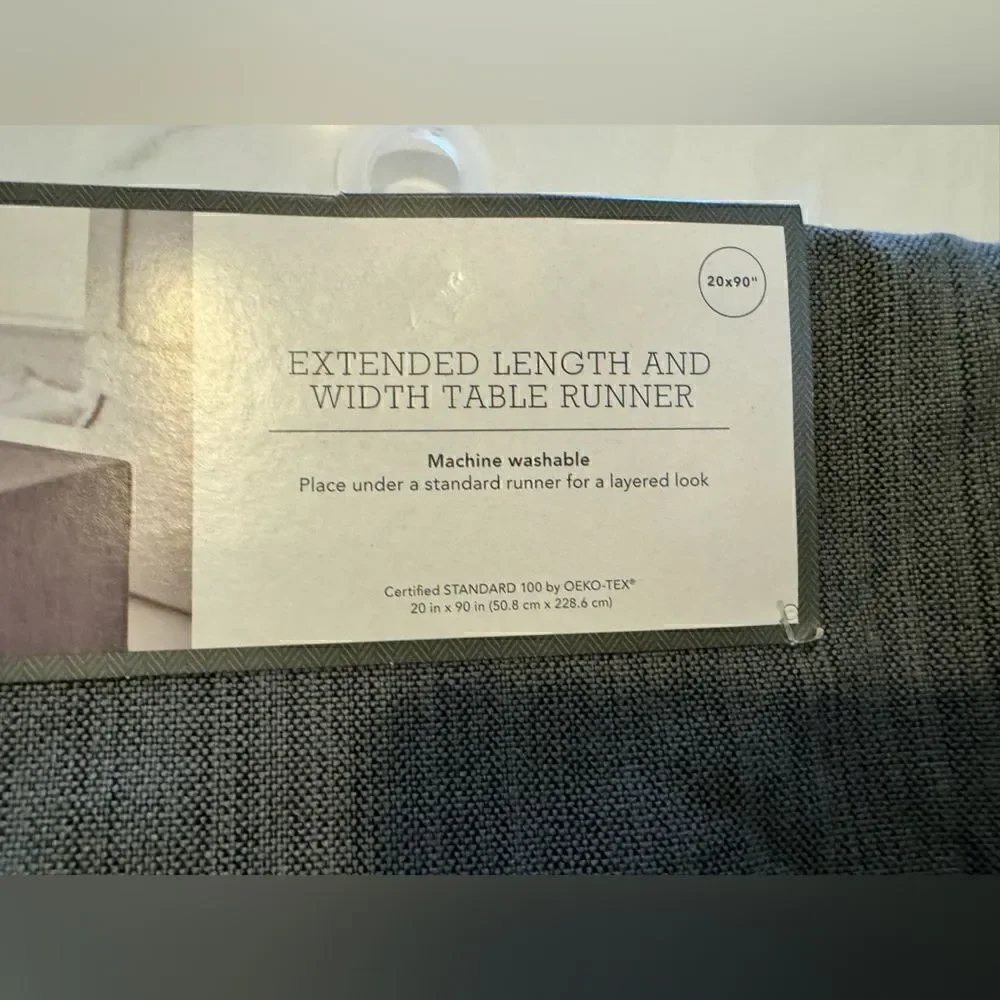 20x90"
EXTENDED LENGTH AND
WIDTH TABLE RUNNER
Machine washable
Place under a standard runner for a layered look
Certified STANDARD 100 by OEKO-TEX®
20 in x 90 in (50.8 cm x 228.6 cm)